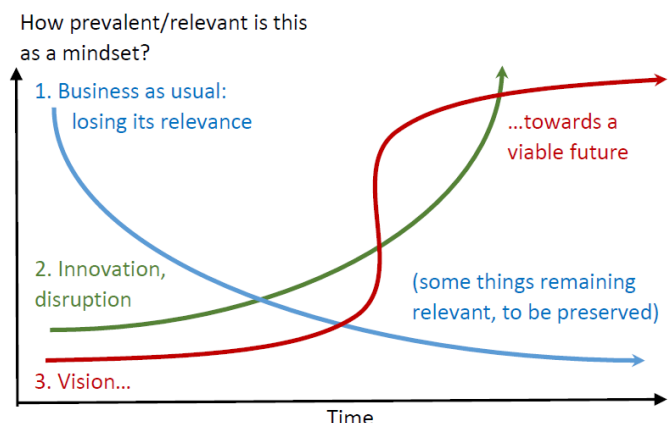 How prevalent/relevant is this
as a mindset?
1. Business as usual:
losing its relevance
...towards a
viable future
2. Innovation,
disruption
(some things remaining
relevant, to be preserved)
3. Vision...
Time